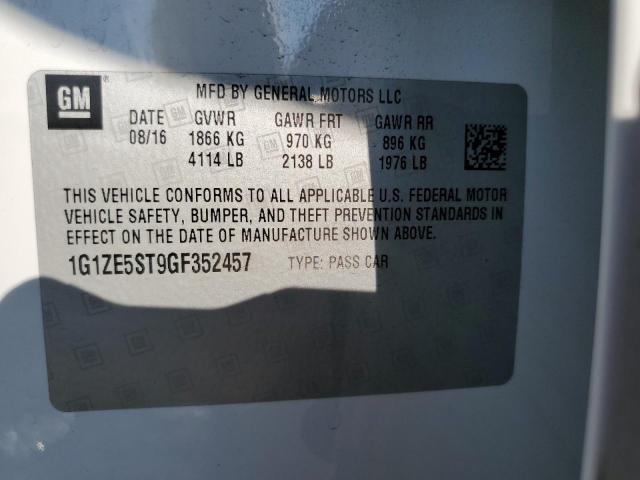 GM
MFD BY GENERAL MOTORS LLC
DATE GVWR GAWR FRT GAWR RR
08/16 1866 KG 970 KG 896 KG
4114 LB 2138 LB 1976 LB
THIS VEHICLE CONFORMS TO ALL APPLICABLE U.S. FEDERAL MOTOR
VEHICLE SAFETY, BUMPER, AND THEFT PREVENTION STANDARDS IN
EFFECT ON THE DATE OF MANUFACTURE SHOWN ABOVE.
1G1ZE5ST9GF352457 TYPE: PASS CAR